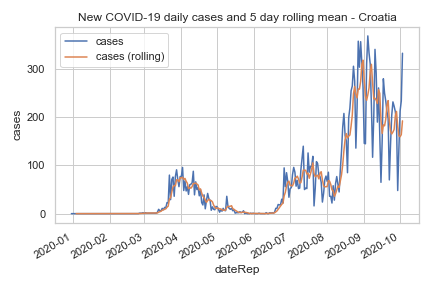 New COVID-19 daily cases and 5 day rolling mean - Croatia
cases
cases (rolling)
300
200
100
0
cases
2020-01
2020-02
2020-03
2020-04
2020-05
2020-06
2020-07
2020-08
2020-09
2020-10
dateRep